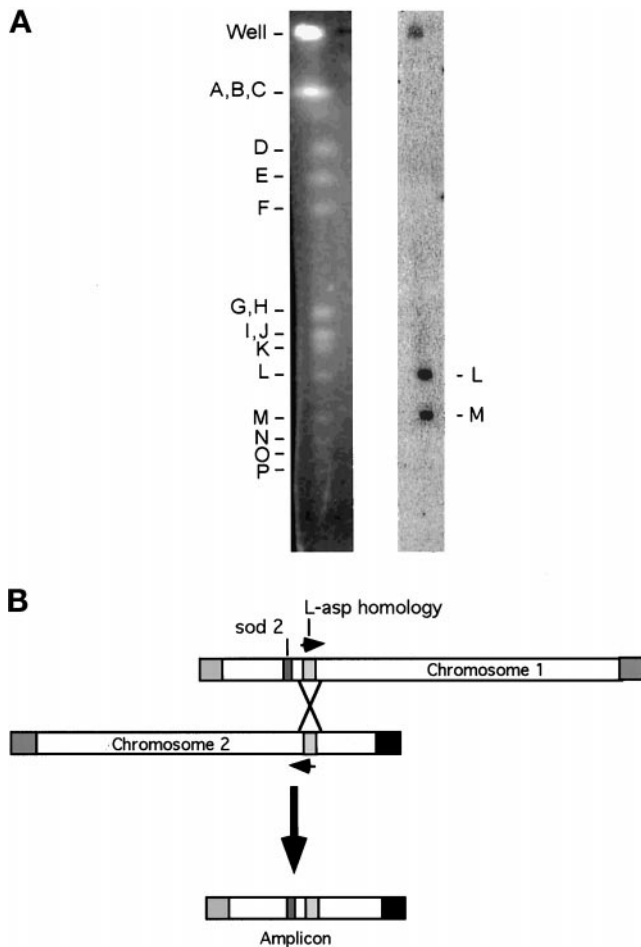 A
Well -
A,B,C -
D -
E -
F -
G,H -
I,J -
K -
L -
- L
M -
- M
N -
O -
P -
B
L-asp homology
sod 2
Chromosome 1
Chromosome 2
Amplicon